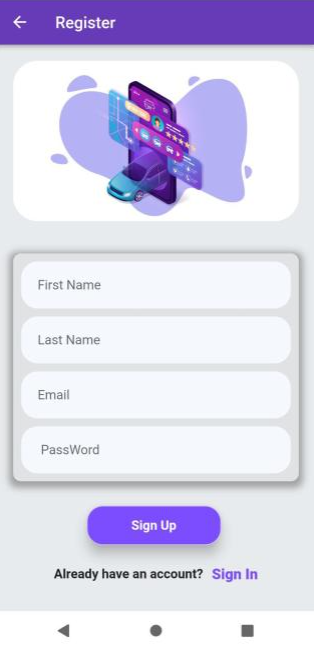 Register
First Name
Last Name
Email
PassWord
Sign Up
Already have an account? Sign In